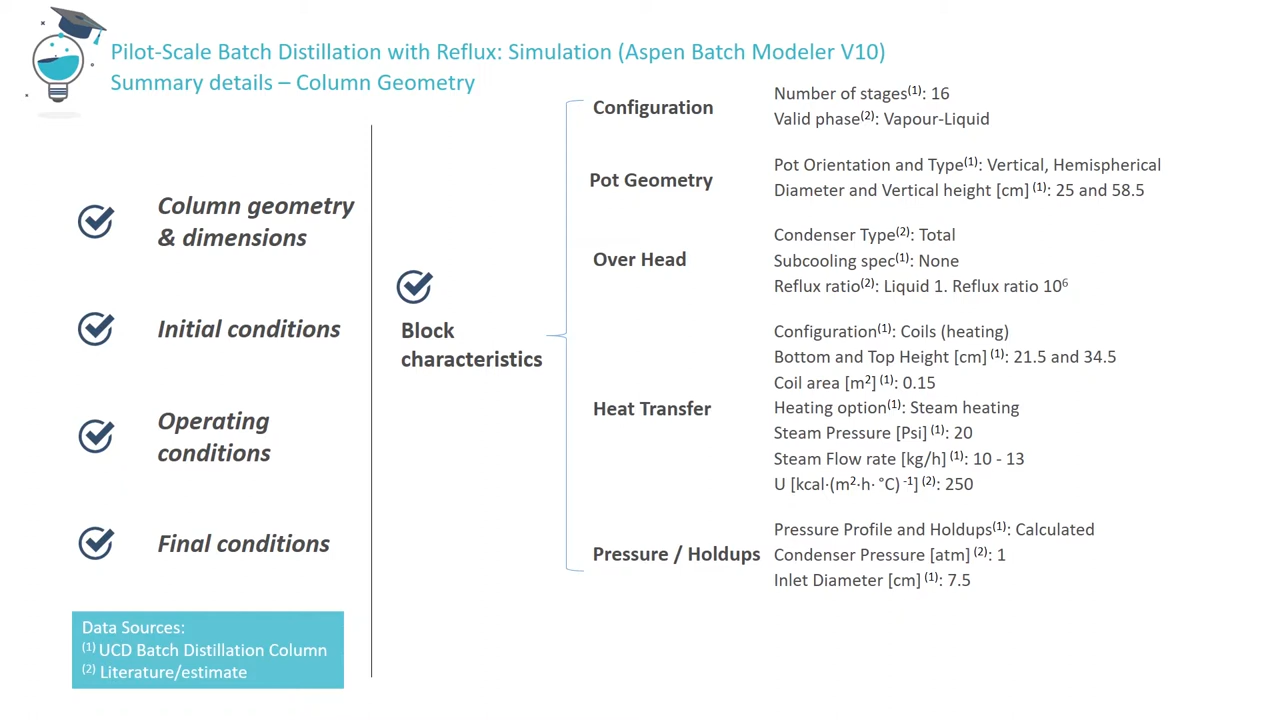 Pilot-Scale Batch Distillation with Reflux: Simulation (Aspen Batch Modeler V10)
Summary details – Column Geometry
Column geometry
& dimensions
Initial conditions
Operating
conditions
Final conditions
Data Sources:
(1) UCD Batch Distillation Column
(2) Literature/estimate
Block
characteristics
Configuration
Number of stages(1): 16
Valid phase(2): Vapour-Liquid
Pot Geometry
Pot Orientation and Type(1): Vertical, Hemispherical
Diameter and Vertical height [cm] (1): 25 and 58.5
Over Head
Condenser Type(2): Total
Subcooling spec(1): None
Reflux ratio(2): Liquid 1. Reflux ratio 10⁶
Heat Transfer
Configuration(1): Coils (heating)
Bottom and Top Height [cm] (1): 21.5 and 34.5
Coil area [m²] (1): 0.15
Heating option(1): Steam heating
Steam Pressure [Psi] (1): 20
Steam Flow rate [kg/h] (1): 10 - 13
U [kcal·(m²·h· °C) -1] (2): 250
Pressure / Holdups
Pressure Profile and Holdups(1): Calculated
Condenser Pressure [atm] (2): 1
Inlet Diameter [cm] (1): 7.5